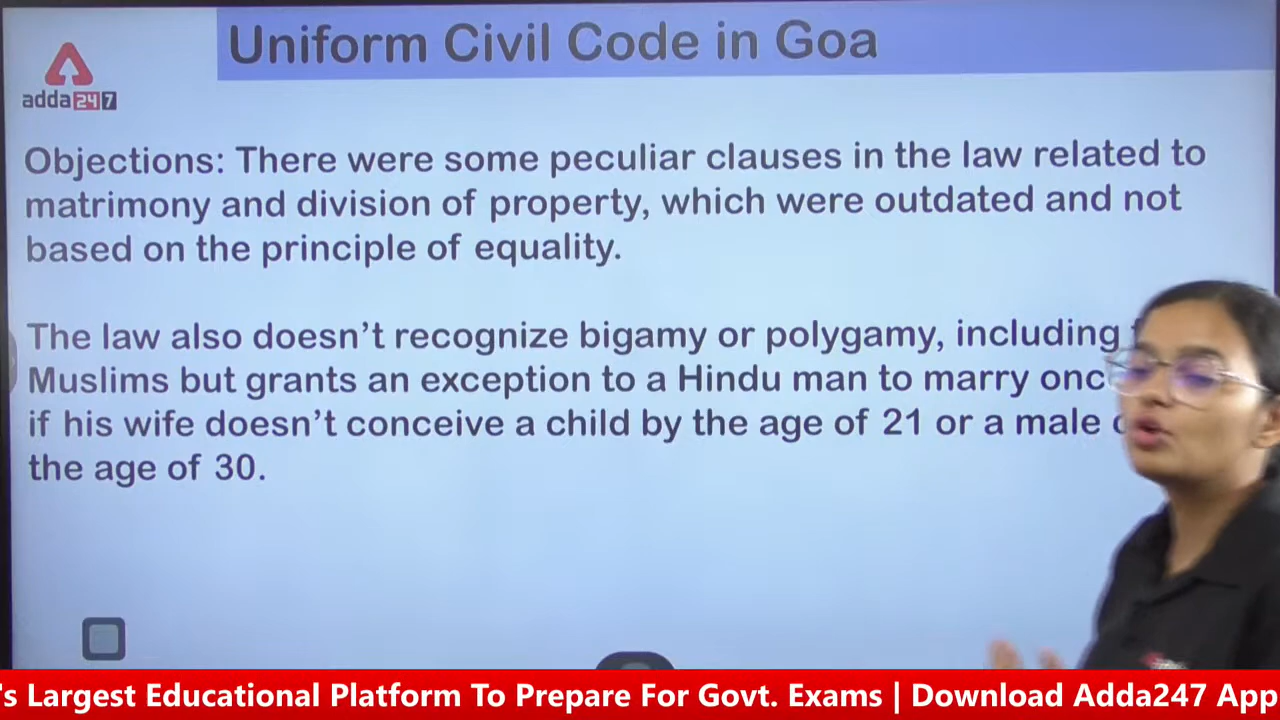 Uniform Civil Code in Goa
adda247
Objections: There were some peculiar clauses in the law related to
matrimony and division of property, which were outdated and not
based on the principle of equality.
The law also doesn't recognize bigamy or polygamy, including
Muslims but grants an exception to a Hindu man to marry
if his wife doesn't conceive a child by the age of 21 or a male
the age of 30.
's Largest Educational Platform To Prepare For Govt. Exams | Download Adda247 App